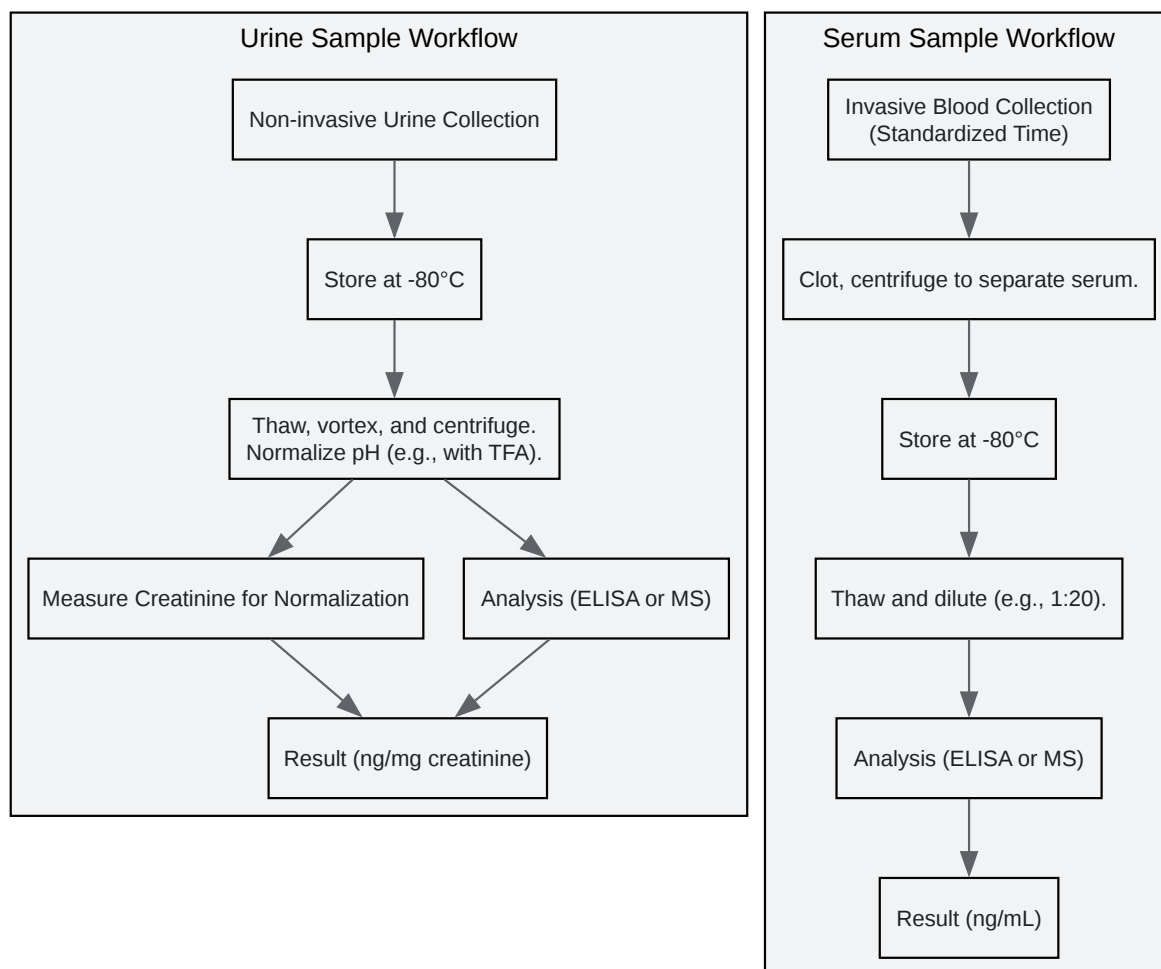 Urine Sample Workflow
Non-invasive Urine Collection
Store at -80°C
Thaw, vortex, and centrifuge.
Normalize pH (e.g., with TFA).
Measure Creatinine for Normalization
Analysis (ELISA or MS)
Result (ng/mg creatinine)
Serum Sample Workflow
Invasive Blood Collection
(Standardized Time)
Clot, centrifuge to separate serum.
Store at -80°C
Thaw and dilute (e.g., 1:20).
Analysis (ELISA or MS)
Result (ng/mL)